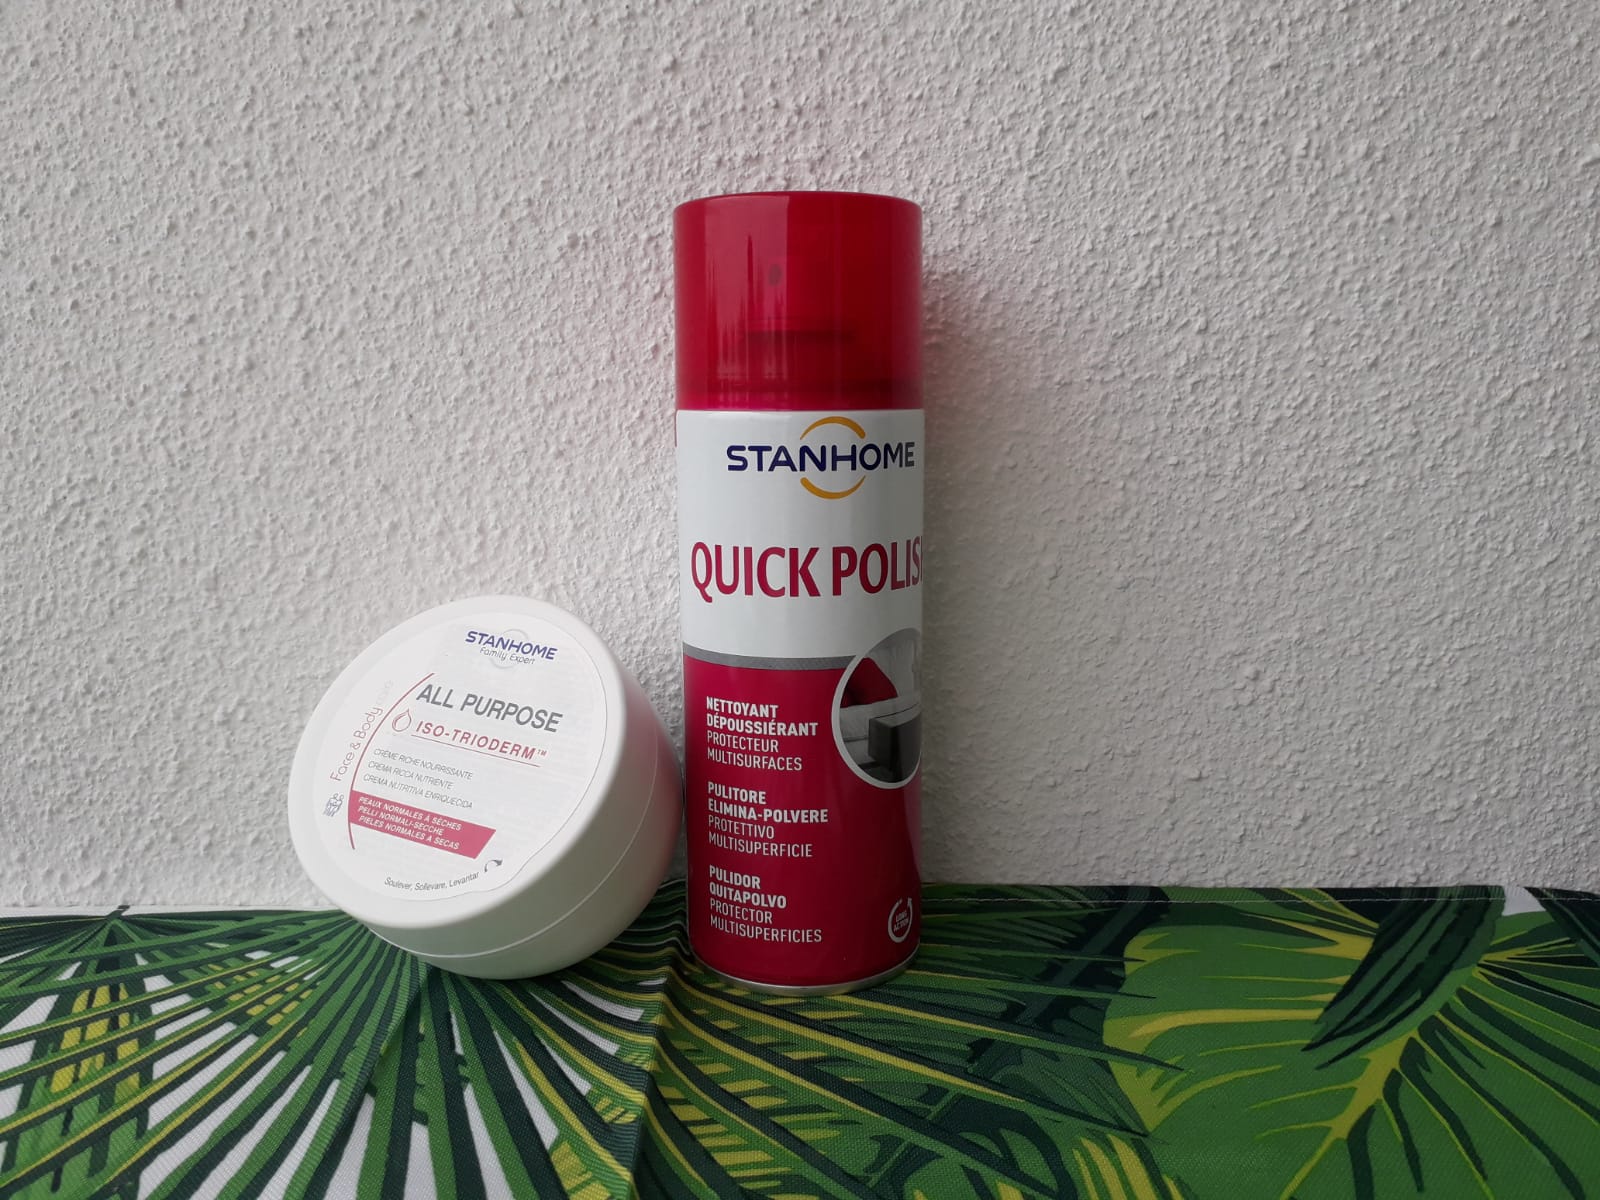 STANHOME
Family Expert
ALL PURPOSE
ISO-TRIODERM™
Face & Body
CRÈME RICHE NOURRISSANTE
CREMA RICCA NUTRIENTE
CREMA NUTRITIVA ENRIQUECIDA
PEAUX NORMALES À SÈCHES
PELLI NORMALI-SECCHE
PIELES NORMALES A SECAS
Soulever, Sollevare, Levantar
STANHOME
QUICK POLIS
NETTOYANT
DÉPOUSSIÉRANT
PROTECTEUR
MULTISURFACES
PULITORE
ELIMINA-POLVERE
PROTETTIVO
MULTISUPERFICIE
PULIDOR
QUITAPOLVO
PROTECTOR
MULTISUPERFICIES
LONG
ACTION